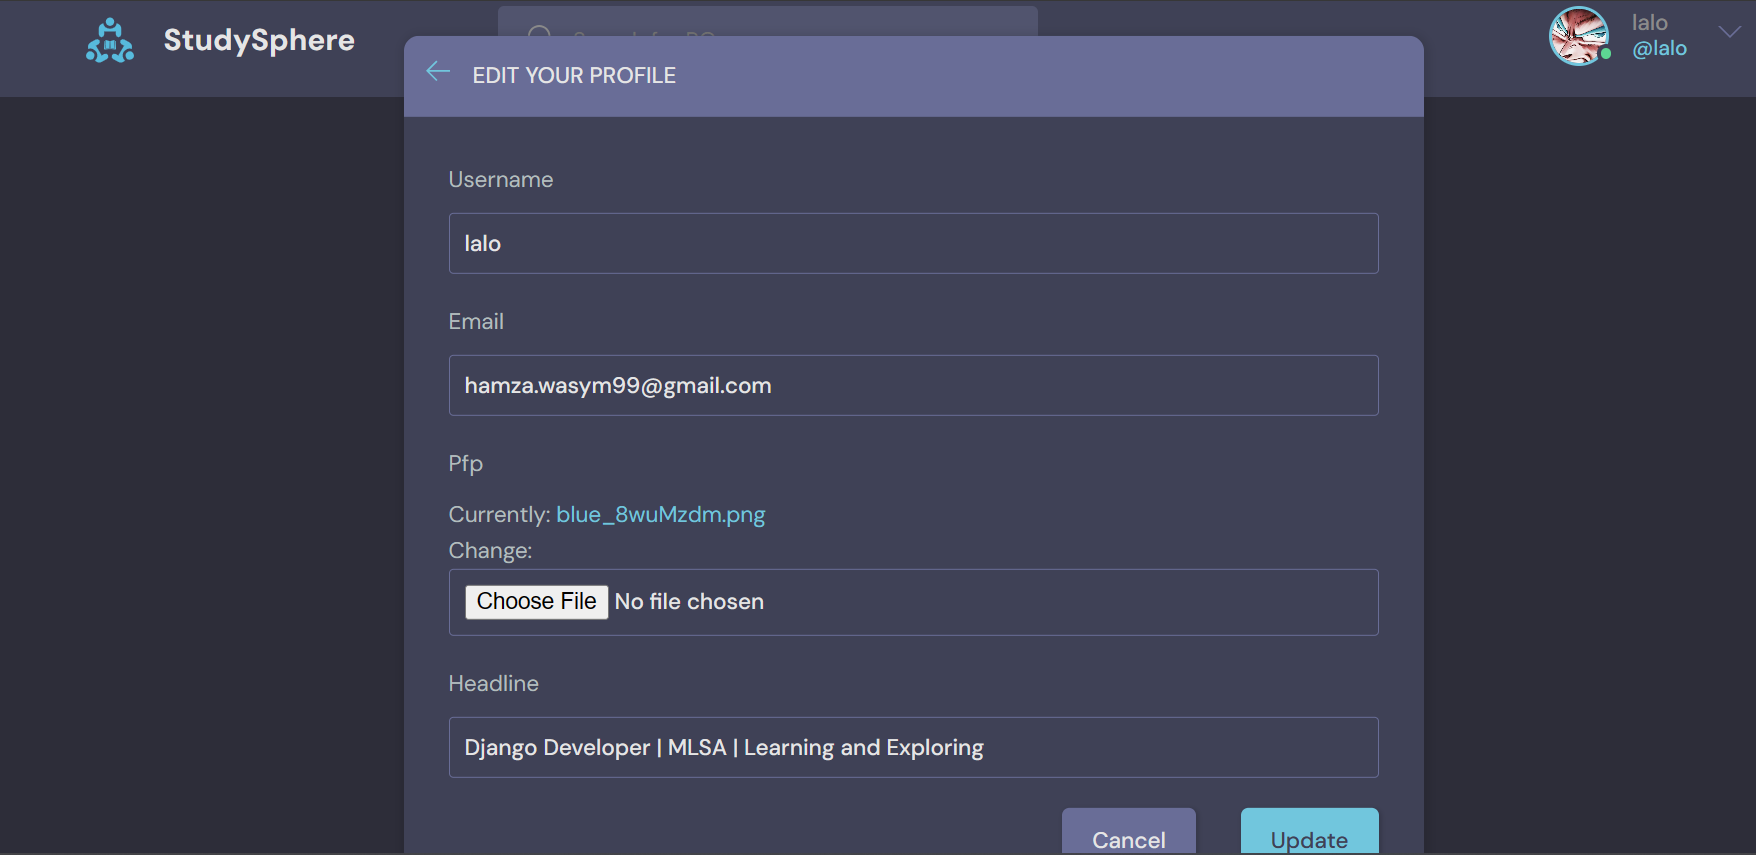 StudySphere
lalo
@lalo
EDIT YOUR PROFILE
Username
lalo
Email
hamza.wasym99@gmail.com
Pfp
Currently: blue_8wuMzdm.png
Change:
Choose File No file chosen
Headline
Django Developer | MLSA | Learning and Exploring
Cancel
Update